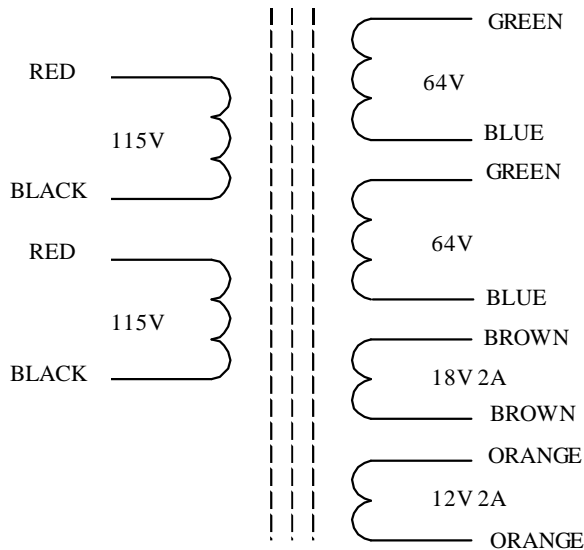 RED
115V
BLACK
RED
115V
BLACK
GREEN
64V
BLUE
GREEN
64V
BLUE
BROWN
18V 2A
BROWN
ORANGE
12V 2A
ORANGE